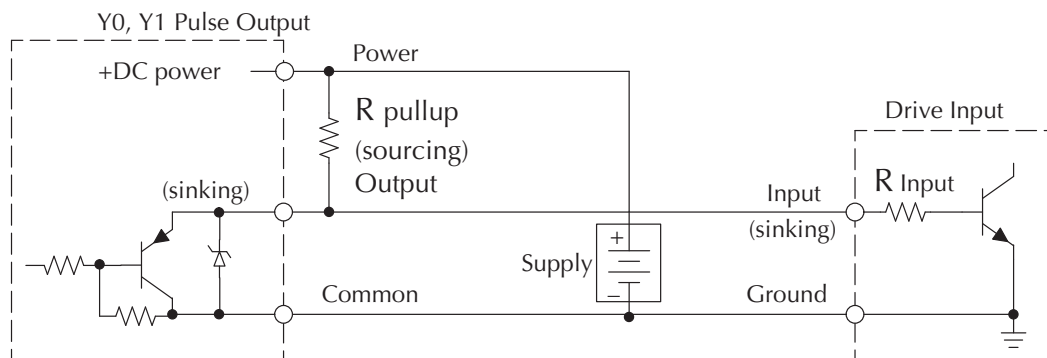 Y0, Y1 Pulse Output
+DC power
Power
R pullup
(sourcing)
Output
(sinking)
Common
Supply
+
–
Input
(sinking)
Ground
Drive Input
R Input